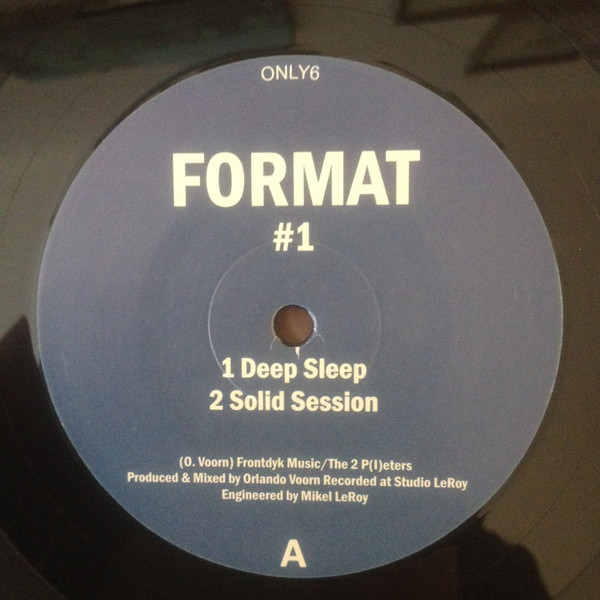 ONLY6
FORMAT
#1
1 Deep Sleep
2 Solid Session
(O. Voorn) Frontdyk Music/The 2 P(I)eters
Produced & Mixed by Orlando Voorn Recorded at Studio LeRoy
Engineered by Mikel LeRoy
A